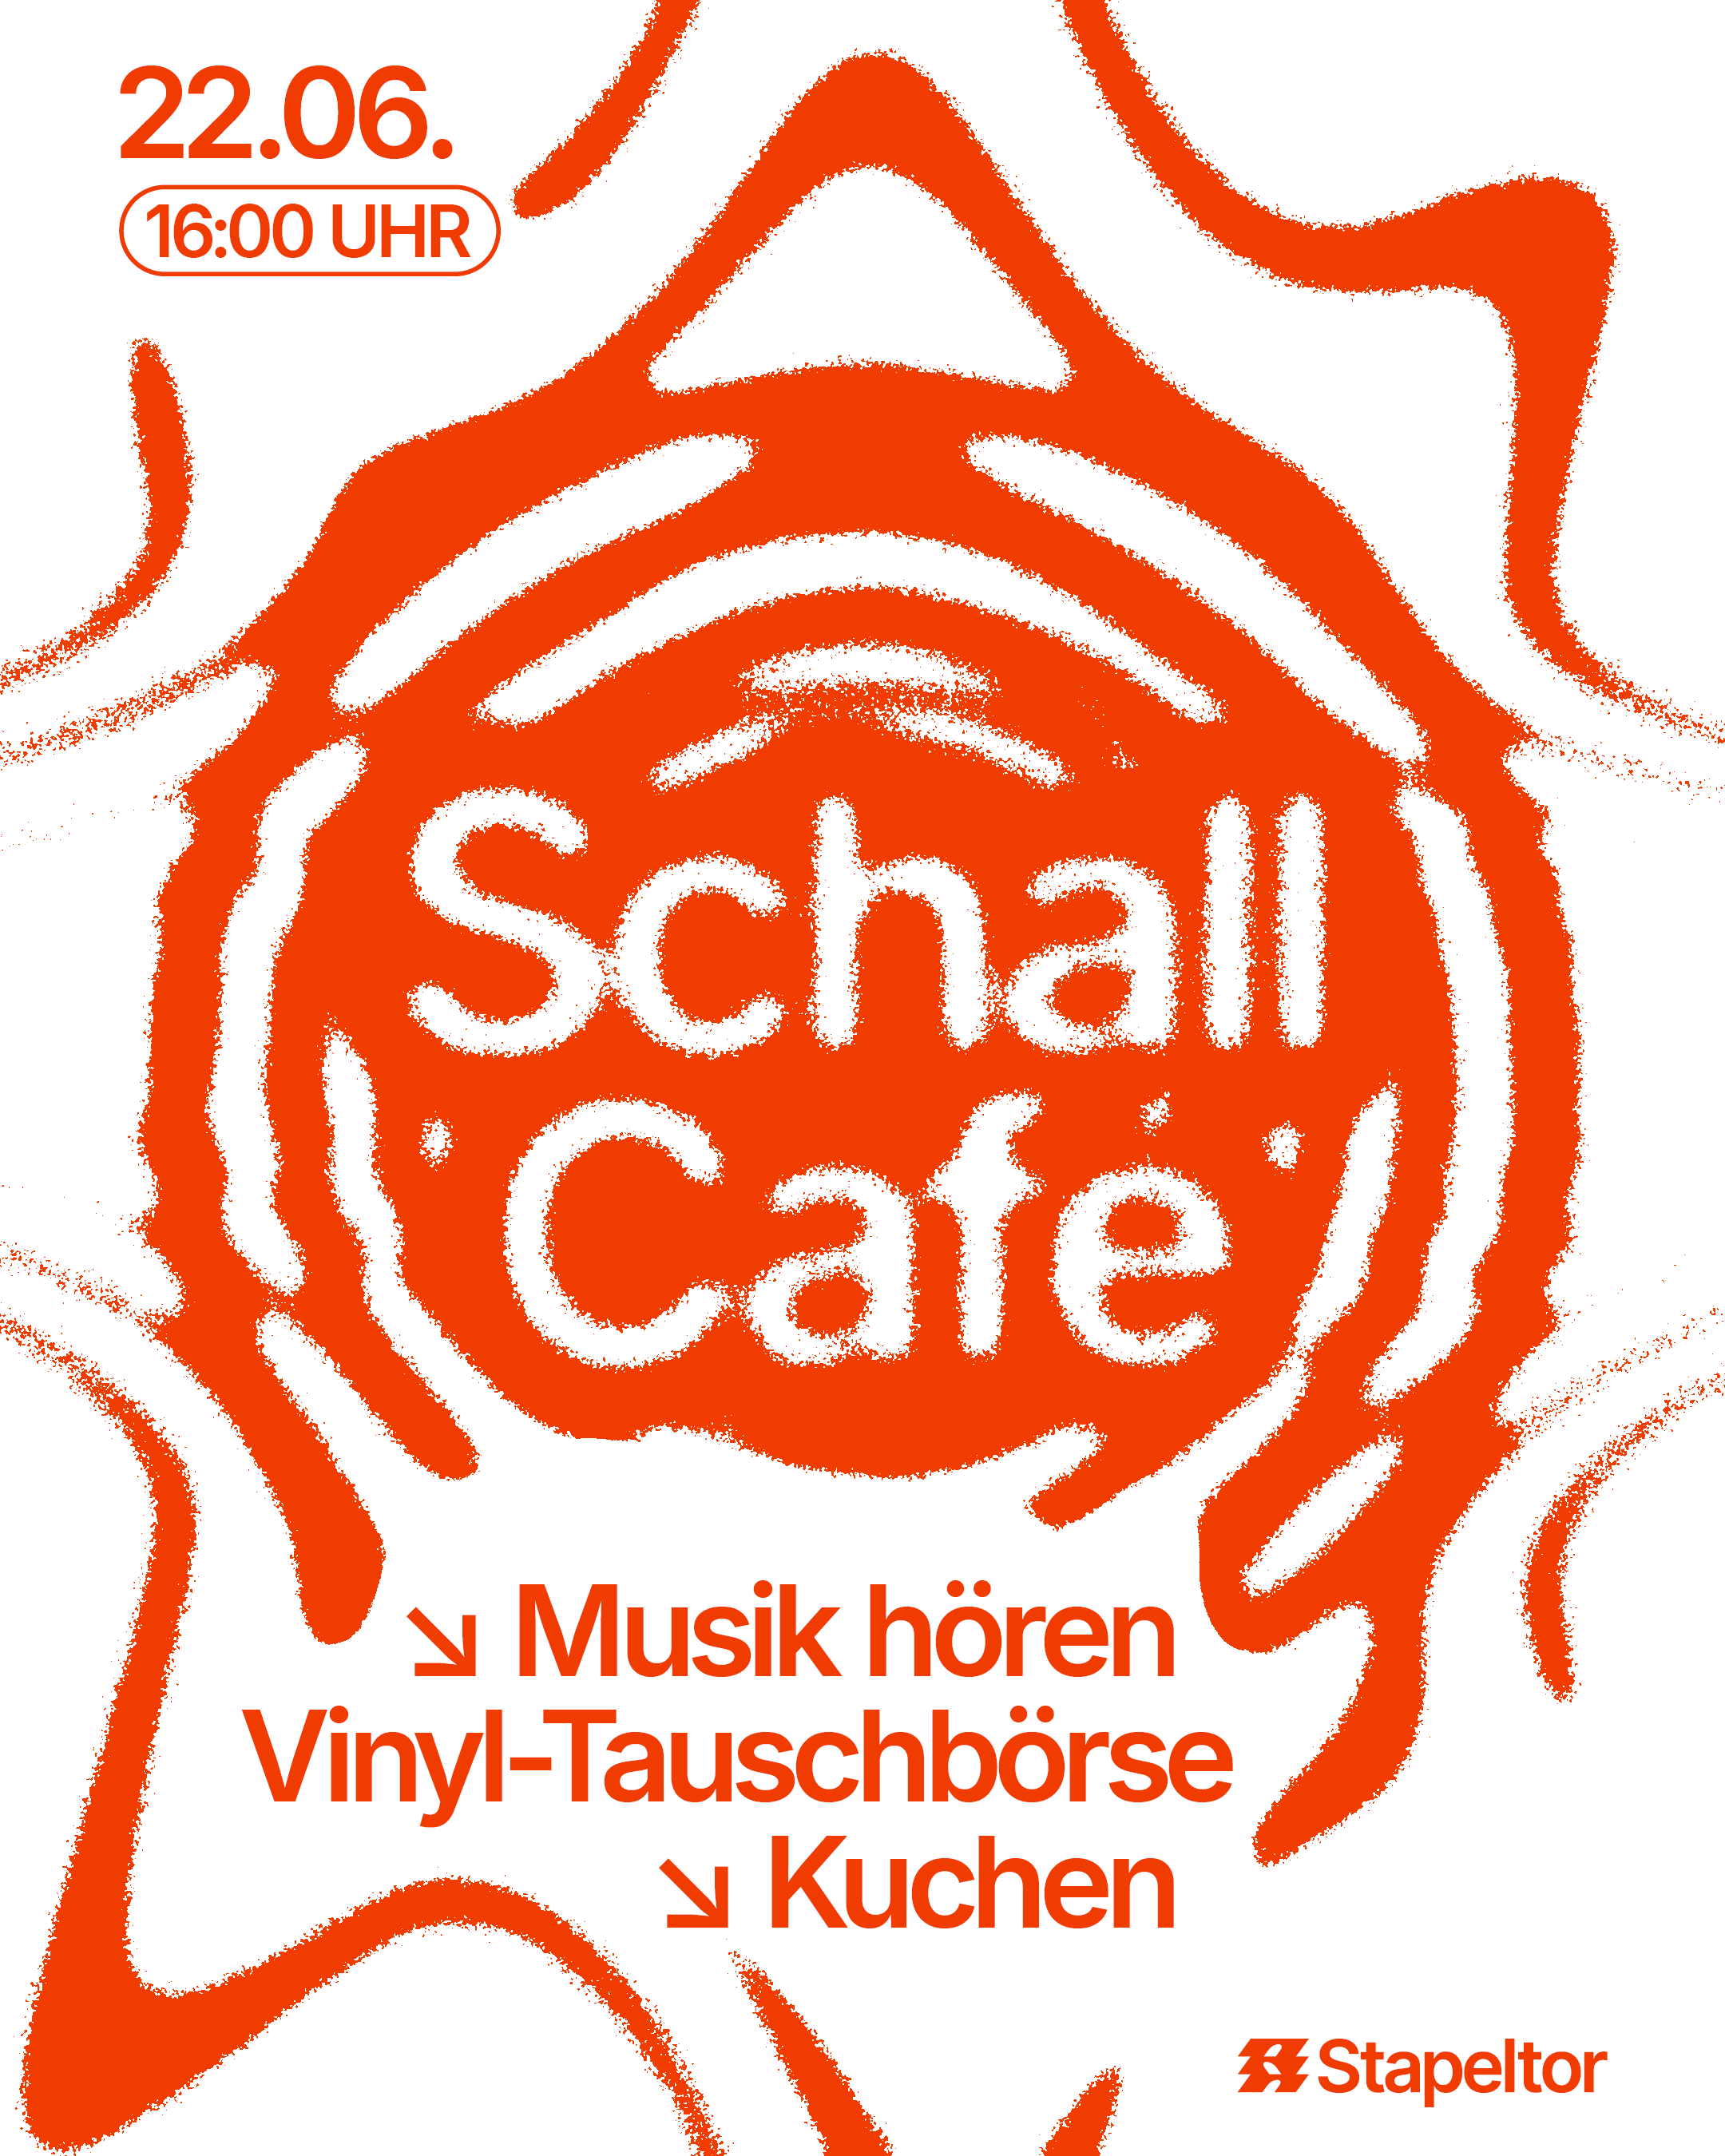 22.06.
16:00 UHR
Schall
Café
↘ Musik hören
Vinyl-Tauschbörse
↘ Kuchen
Stapeltor